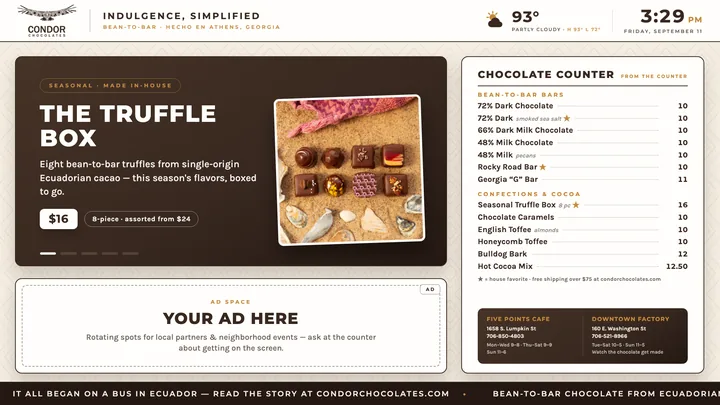 CONDOR
CHOCOLATES
INDULGENCE, SIMPLIFIED
BEAN-TO-BAR · HECHO EN ATHENS, GEORGIA
93°
PARTLY CLOUDY · H 93° L 72°
3:29 PM
FRIDAY, SEPTEMBER 11
SEASONAL · MADE IN-HOUSE
THE TRUFFLE
BOX
Eight bean-to-bar truffles from single-origin
Ecuadorian cacao — this season's flavors, boxed
to go.
$16
8-piece · assorted from $24
AD
AD SPACE
YOUR AD HERE
Rotating spots for local partners & neighborhood events — ask at the counter
about getting on the screen.
CHOCOLATE COUNTER FROM THE COUNTER
BEAN-TO-BAR BARS
72% Dark Chocolate 10
72% Dark smoked sea salt ★ 10
66% Dark Milk Chocolate 10
48% Milk Chocolate 10
48% Milk pecans 10
Rocky Road Bar ★ 10
Georgia “G” Bar 11
CONFECTIONS & COCOA
Seasonal Truffle Box 8 pc ★ 16
Chocolate Caramels 10
English Toffee almonds 10
Honeycomb Toffee 10
Bulldog Bark 12
Hot Cocoa Mix 12.50
★ = house favorite · free shipping over $75 at condorchocolates.com
FIVE POINTS CAFE
1658 S. Lumpkin St
706-850-4803
Mon–Wed 9–8 · Thu–Sat 9–9
Sun 11–6
DOWNTOWN FACTORY
160 E. Washington St
706-521-8966
Tue–Sat 10–5 · Sun 11–5
Watch the chocolate get made
IT ALL BEGAN ON A BUS IN ECUADOR — READ THE STORY AT CONDORCHOCOLATES.COM • BEAN-TO-BAR CHOCOLATE FROM ECUADORIA